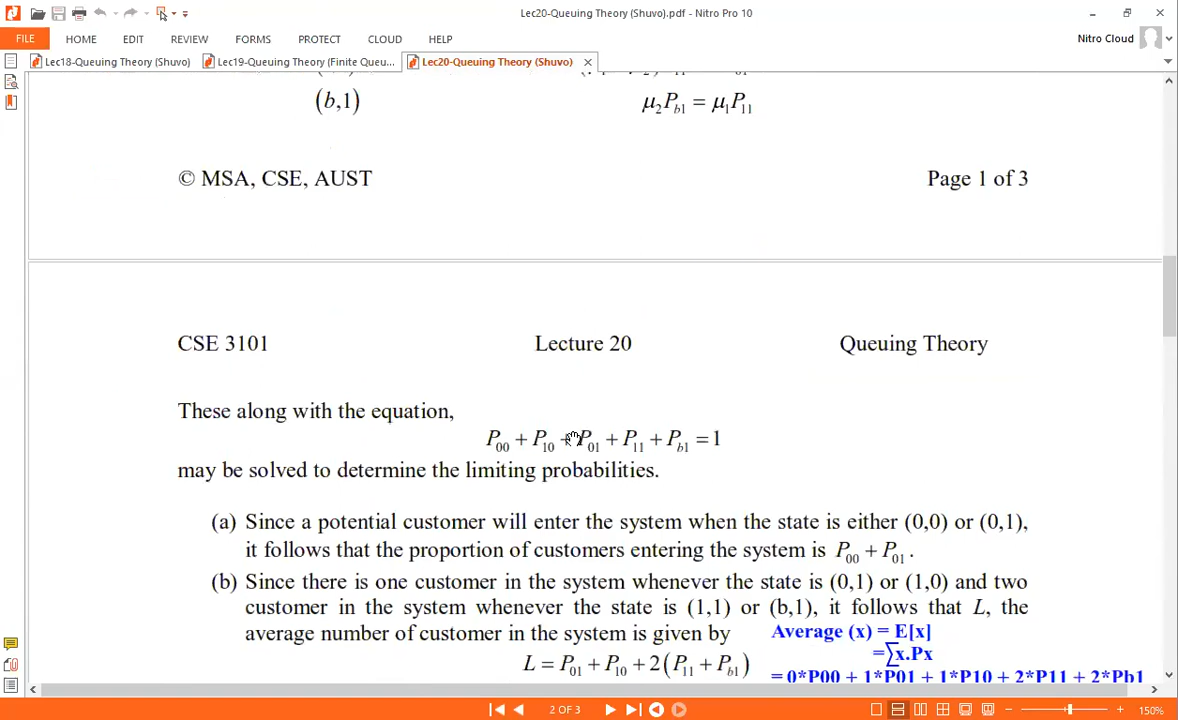 Lec20-Queuing Theory (Shuvo).pdf - Nitro Pro 10
FILE HOME EDIT REVIEW FORMS PROTECT CLOUD HELP Nitro Cloud
Lec18-Queuing Theory (Shuvo) Lec19-Queuing Theory (Finite Queu... Lec20-Queuing Theory (Shuvo)
(b,1) μ₂P_b1 = μ₁P₁₁
© MSA, CSE, AUST Page 1 of 3
CSE 3101 Lecture 20 Queuing Theory
These along with the equation,
P₀₀ + P₁₀ + P₀₁ + P₁₁ + P_b1 = 1
may be solved to determine the limiting probabilities.
(a) Since a potential customer will enter the system when the state is either (0,0) or (0,1),
it follows that the proportion of customers entering the system is P₀₀ + P₀₁ .
(b) Since there is one customer in the system whenever the state is (0,1) or (1,0) and two
customer in the system whenever the state is (1,1) or (b,1), it follows that L, the
average number of customer in the system is given by
Average (x) = E[x]
=∑x.Px
L = P₀₁ + P₁₀ + 2(P₁₁ + P_b1)
= 0*P00 + 1*P01 + 1*P10 + 2*P11 + 2*Pb1
2 OF 3 150%